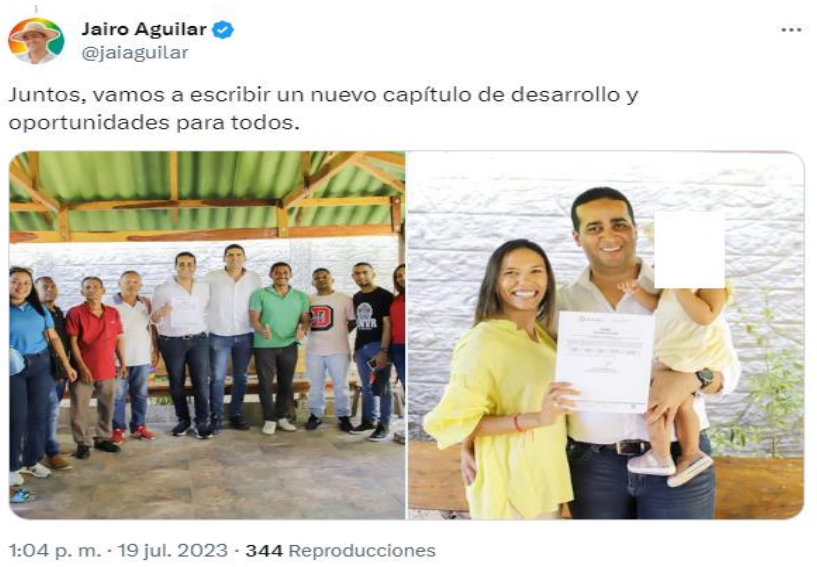 Jairo Aguilar
@jaiaguilar
Juntos, vamos a escribir un nuevo capítulo de desarrollo y
oportunidades para todos.
1:04 p. m. · 19 jul. 2023 · 344 Reproducciones